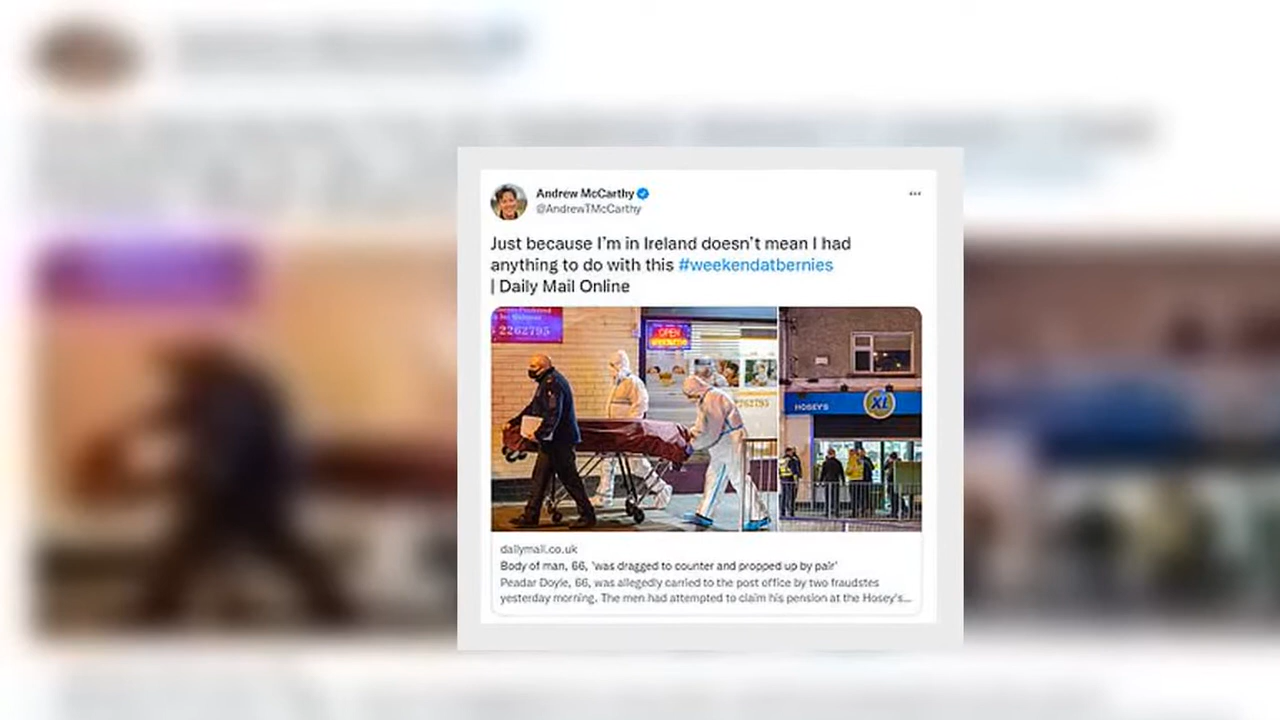 Andrew McCarthy
@AndrewTMcCarthy
Just because I'm in Ireland doesn't mean I had
anything to do with this #weekendatbernies
| Daily Mail Online
2262795
OPEN
HOSEY'S
XL
dailymail.co.uk
Body of man, 66, 'was dragged to counter and propped up by pair'
Peadar Doyle, 66, was allegedly carried to the post office by two fraudstes
yesterday morning. The men had attempted to claim his pension at the Hosey's...